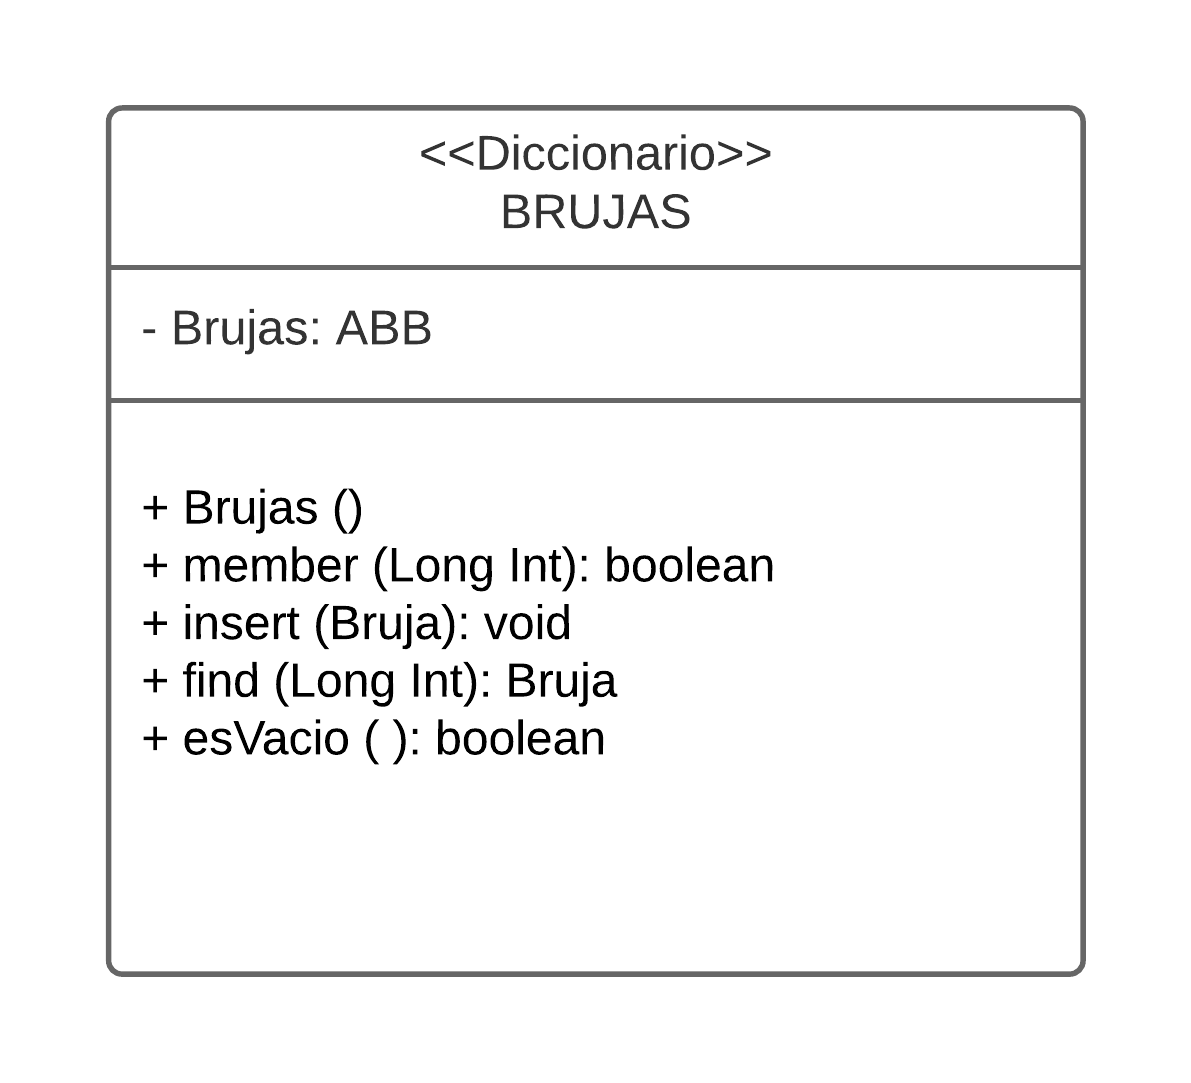 <<Diccionario>>
BRUJAS
- Brujas: ABB
+ Brujas ()
+ member (Long Int): boolean
+ insert (Bruja): void
+ find (Long Int): Bruja
+ esVacio ( ): boolean